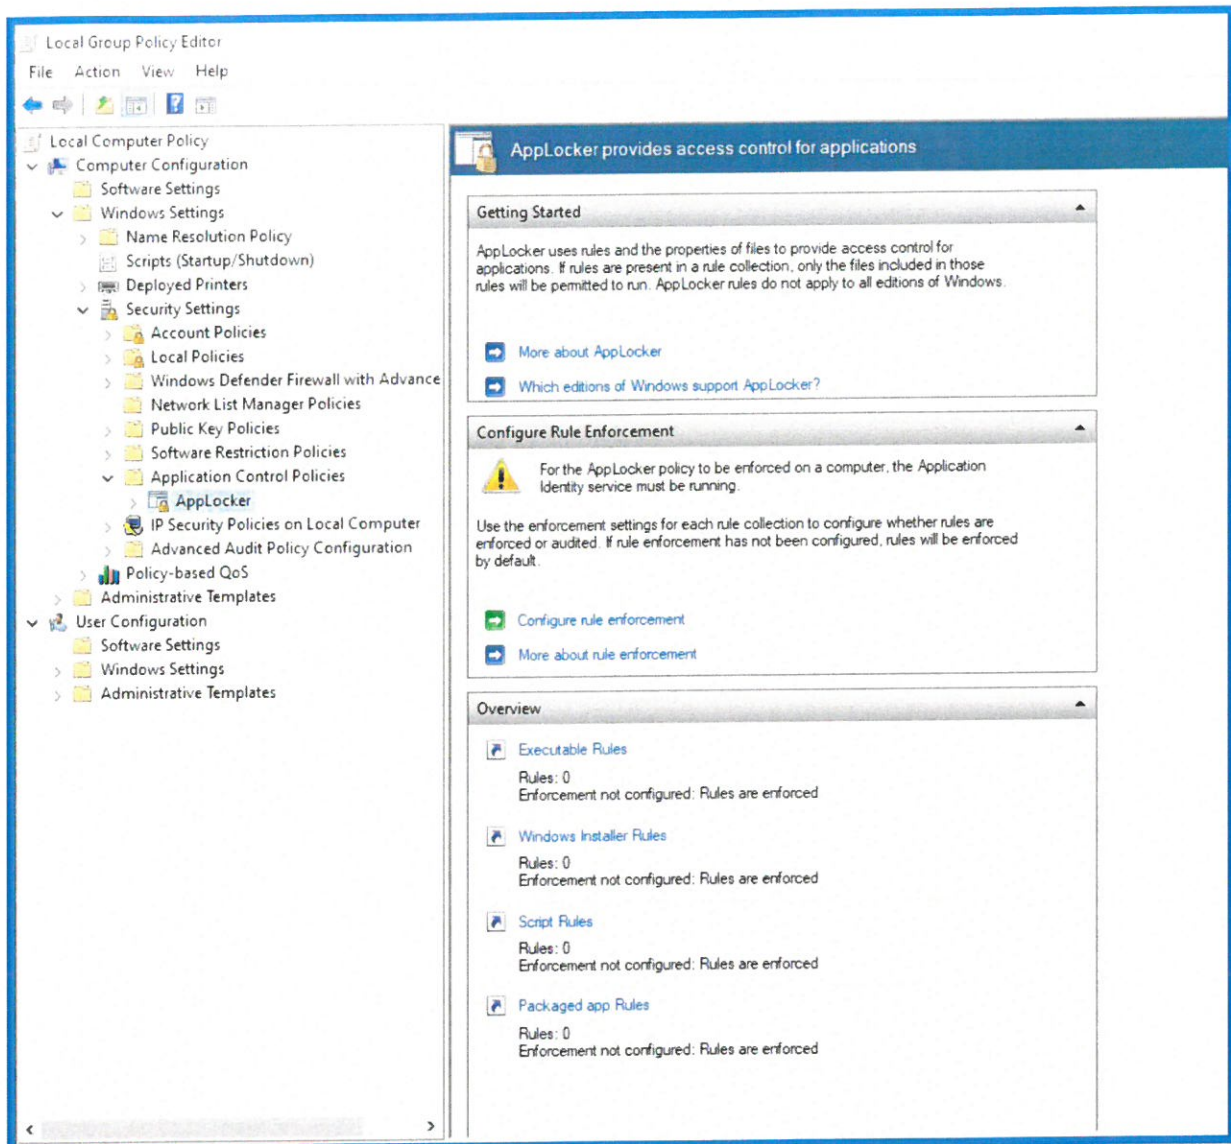 Local Group Policy Editor
File Action View Help
Local Computer Policy
Computer Configuration
Software Settings
Windows Settings
Name Resolution Policy
Scripts (Startup/Shutdown)
Deployed Printers
Security Settings
Account Policies
Local Policies
Windows Defender Firewall with Advance
Network List Manager Policies
Public Key Policies
Software Restriction Policies
Application Control Policies
AppLocker
IP Security Policies on Local Computer
Advanced Audit Policy Configuration
Policy-based QoS
Administrative Templates
User Configuration
Software Settings
Windows Settings
Administrative Templates
AppLocker provides access control for applications
Getting Started
AppLocker uses rules and the properties of files to provide access control for
applications. If rules are present in a rule collection, only the files included in those
rules will be permitted to run. AppLocker rules do not apply to all editions of Windows.
More about AppLocker
Which editions of Windows support AppLocker?
Configure Rule Enforcement
For the AppLocker policy to be enforced on a computer, the Application
Identity service must be running.
Use the enforcement settings for each rule collection to configure whether rules are
enforced or audited. If rule enforcement has not been configured, rules will be enforced
by default.
Configure rule enforcement
More about rule enforcement
Overview
Executable Rules
Rules: 0
Enforcement not configured: Rules are enforced
Windows Installer Rules
Rules: 0
Enforcement not configured: Rules are enforced
Script Rules
Rules: 0
Enforcement not configured: Rules are enforced
Packaged app Rules
Rules: 0
Enforcement not configured: Rules are enforced